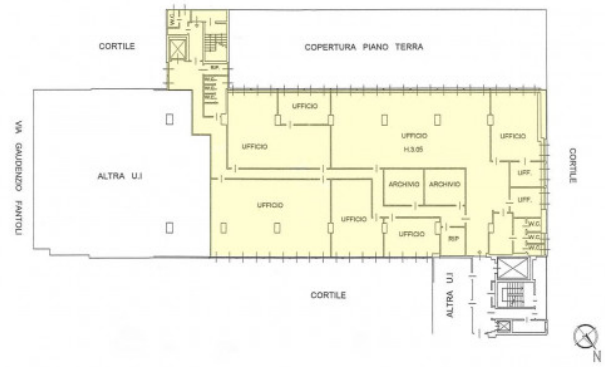 W.C.
CORTILE
COPERTURA PIANO TERRA
RIP.
W.C.
W.C.
W.C.
UFFICIO
UFFICIO
UFFICIO
UFFICIO
H.3.05
VIA GAUDENZIO FANTOLI
ALTRA U.I
CORTILE
UFF.
ARCHIVIO
ARCHIVIO
UFF.
UFFICIO
UFFICIO
UFFICIO
RIP.
W.C.
W.C.
W.C.
CORTILE
ALTRA U.I
N